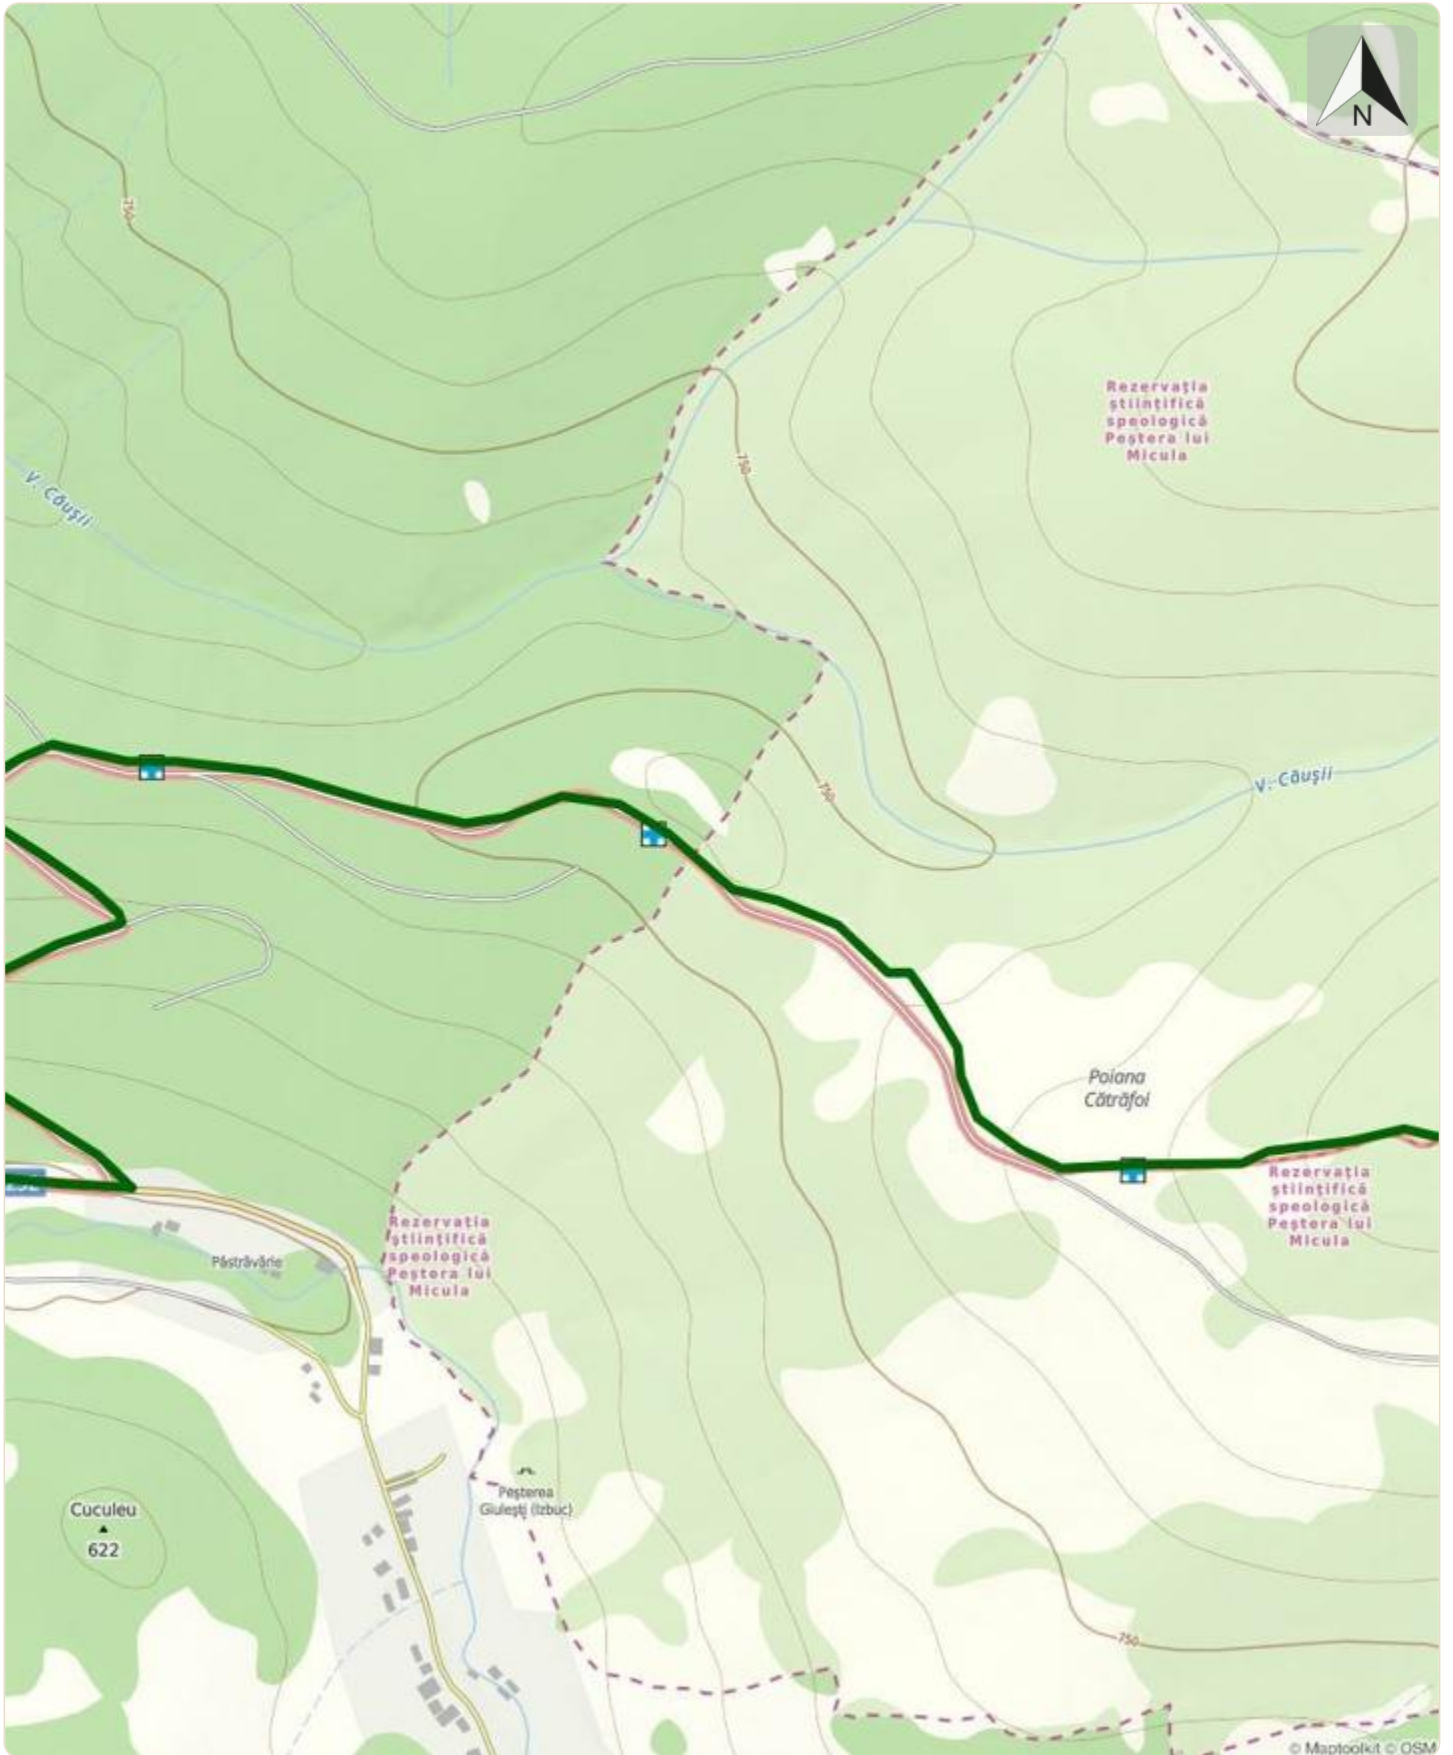 N
750
Rezervația
științifică
speologică
Peștera lui
Micula
V. Căușii
750
V. Căușii
750
Poiana
Cătrăfoi
Rezervația
științifică
speologică
Peștera lui
Micula
Rezervația
științifică
speologică
Peștera lui
Micula
Păstrăvărie
Peșterea
Giulești (Izbuc)
Cuculeu
622
750
© Maptoolkit © OSM